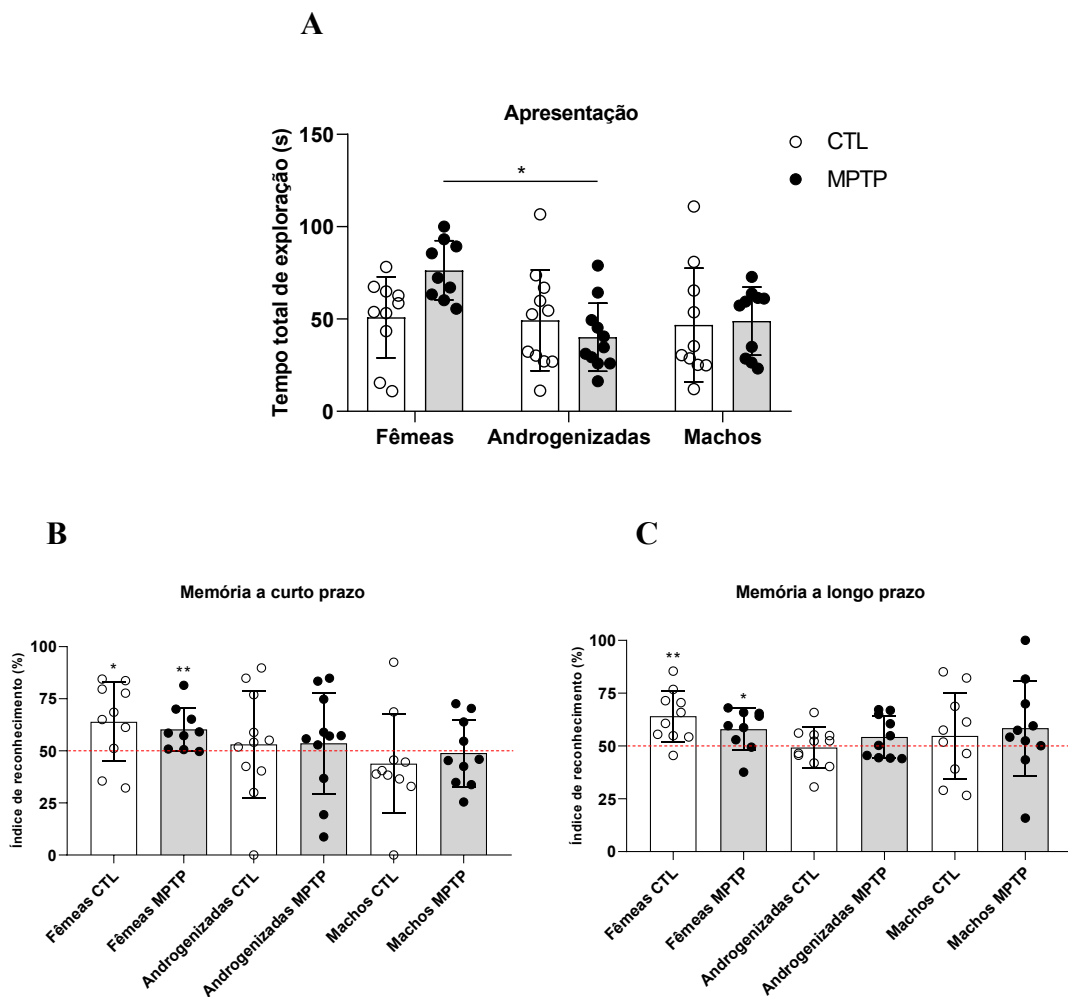 A
Apresentação
Tempo total de exploração (s)
150
100
50
0
*
CTL
MPTP
Fêmeas
Androgenizadas
Machos
B
Memória a curto prazo
Índice de reconhecimento (%)
100
75
50
25
0
*
**
Fêmeas CTL
Fêmeas MPTP
Androgenizadas CTL
Androgenizadas MPTP
Machos CTL
Machos MPTP
C
Memória a longo prazo
Índice de reconhecimento (%)
100
75
50
25
0
**
*
Fêmeas CTL
Fêmeas MPTP
Androgenizadas CTL
Androgenizadas MPTP
Machos CTL
Machos MPTP